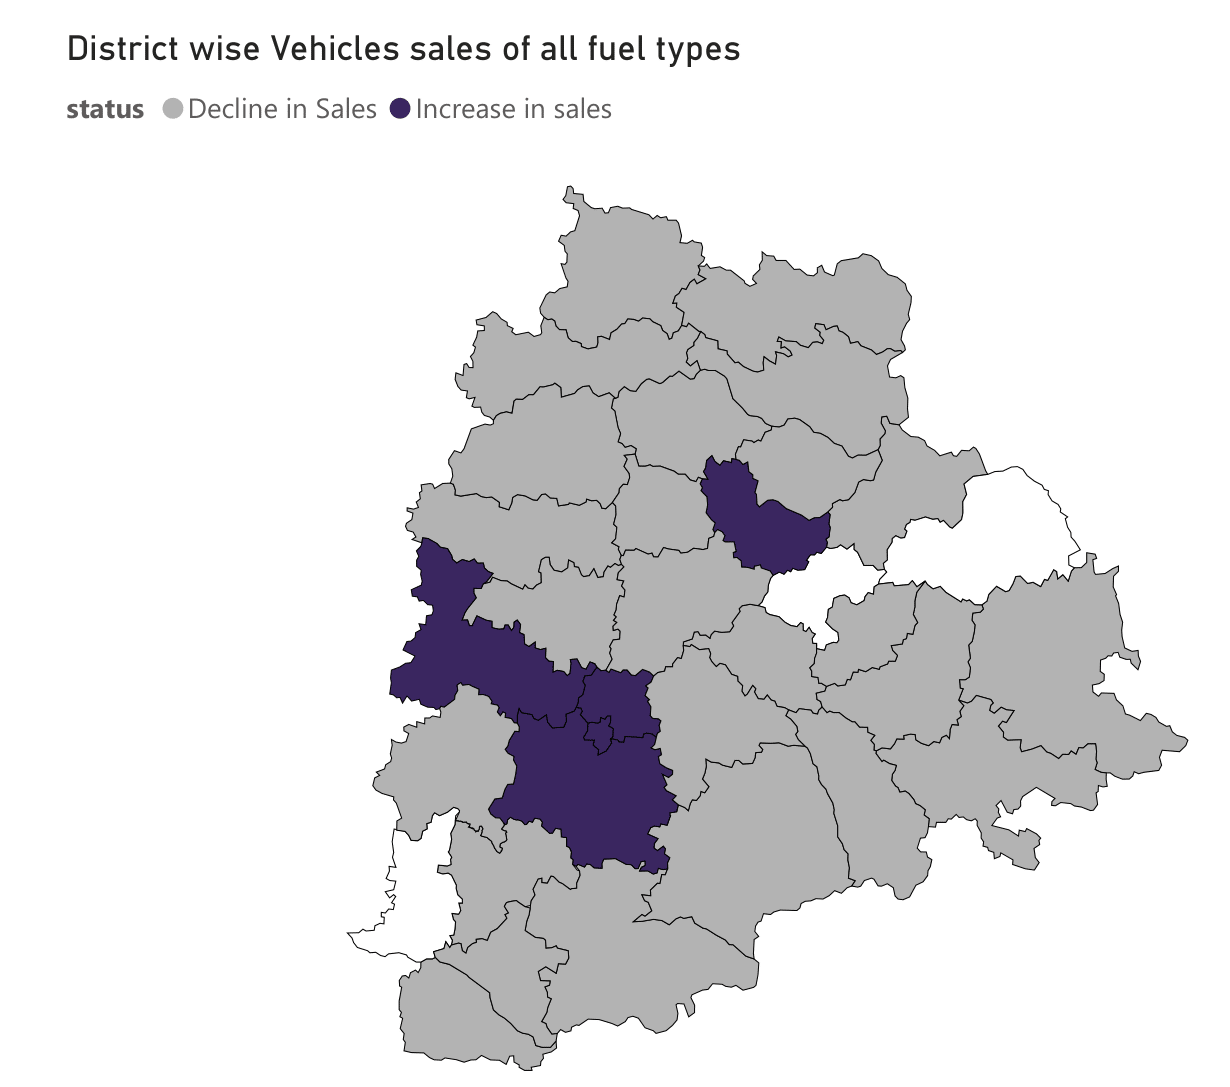 District wise Vehicles sales of all fuel types
status Decline in Sales Increase in sales